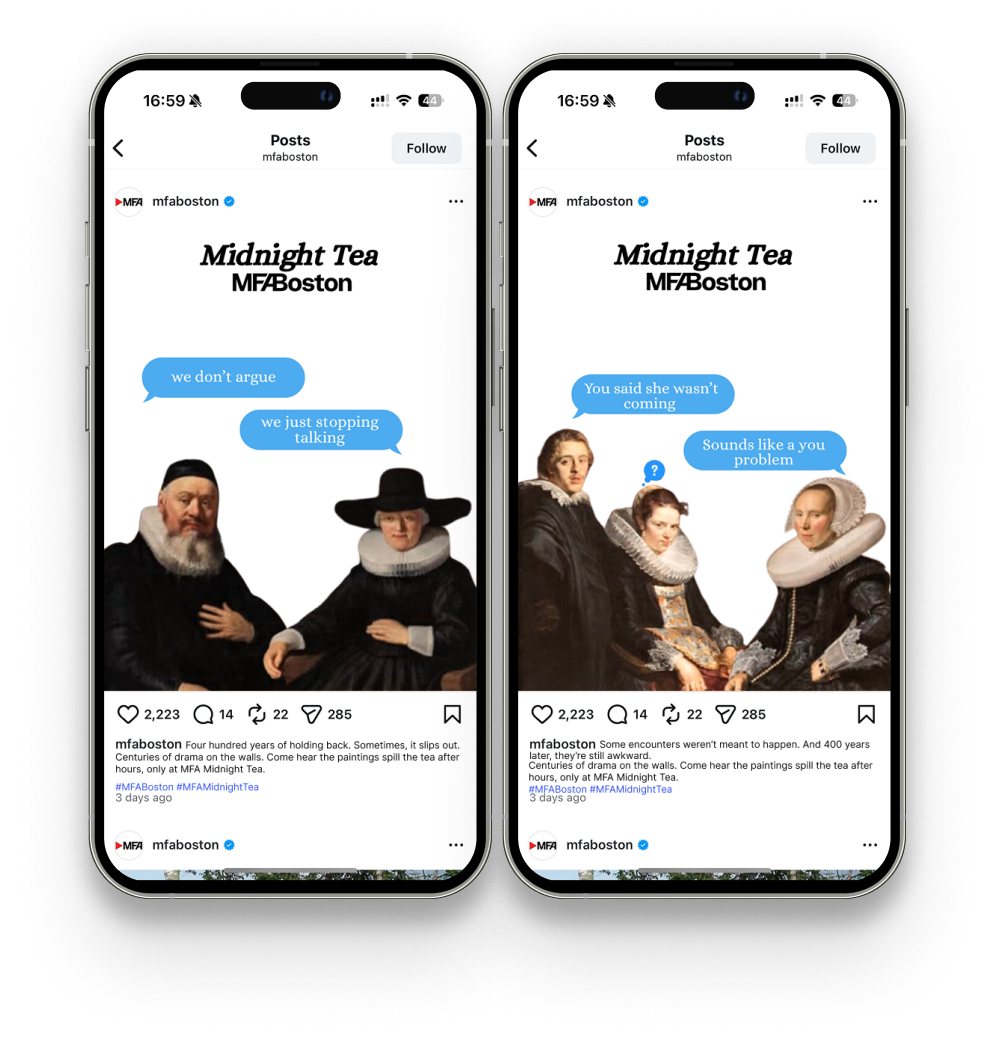 16:59
44
Posts
mfaboston
Follow
MFA
mfaboston
Midnight Tea
MFABoston
we don't argue
we just stopping
talking
2,223
14
22
285
mfaboston Four hundred years of holding back. Sometimes, it slips out.
Centuries of drama on the walls. Come hear the paintings spill the tea after
hours, only at MFA Midnight Tea.
#MFABoston #MFAMidnightTea
3 days ago
MFA
mfaboston
16:59
44
Posts
mfaboston
Follow
MFA
mfaboston
Midnight Tea
MFABoston
You said she wasn't
coming
?
Sounds like a you
problem
2,223
14
22
285
mfaboston Some encounters weren't meant to happen. And 400 years
later, they're still awkward.
Centuries of drama on the walls. Come hear the paintings spill the tea after
hours, only at MFA Midnight Tea.
#MFABoston #MFAMidnightTea
3 days ago
MFA
mfaboston